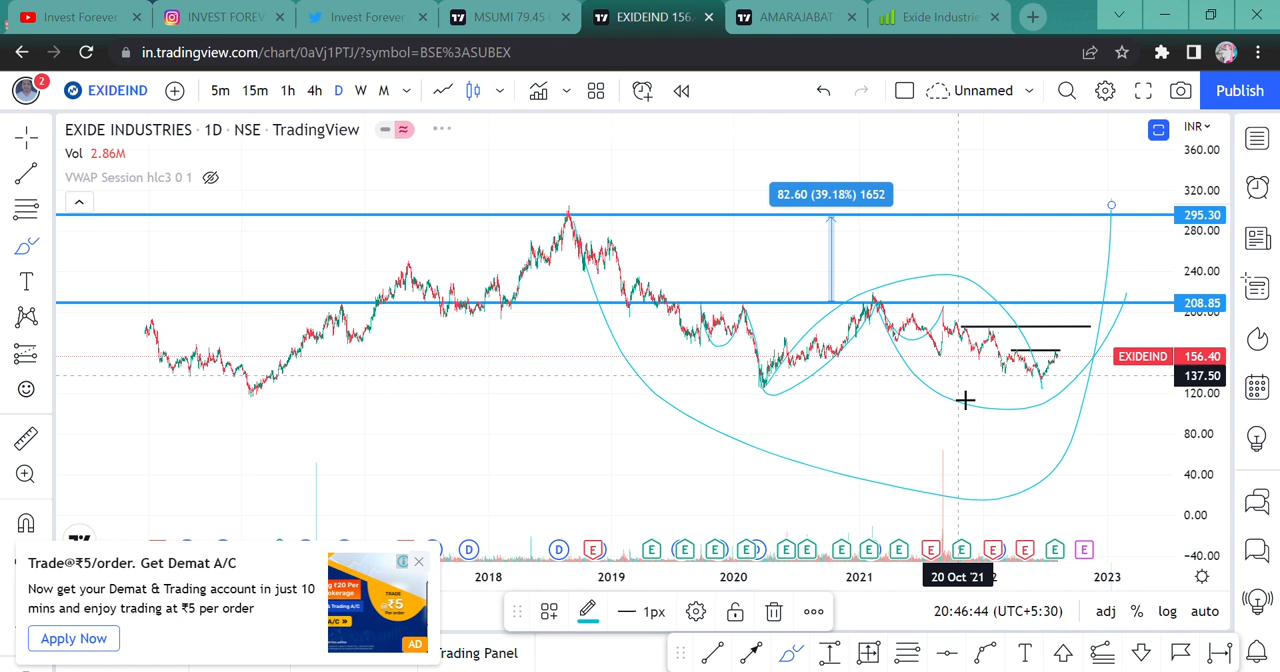 Invest Forever
INVEST FOREV
Invest Forever
MSUMI 79.45
EXIDEIND 156.
AMARAJABAT
Exide Industrie
in.tradingview.com/chart/0aVj1PTJ/?symbol=BSE%3ASUBEX
2
EXIDEIND
5m 15m 1h 4h D W M
Unnamed
Publish
EXIDE INDUSTRIES · 1D · NSE · TradingView
INR
Vol 2.86M
VWAP Session hlc3 0 1
360.00
320.00
82.60 (39.18%) 1652
295.30
280.00
240.00
208.85
200.00
EXIDEIND 156.40
137.50
120.00
80.00
40.00
0.00
−40.00
D D E E E E E E E E E E E E E E E
2018 2019 2020 2021 20 Oct '21 2 2023
Trade@₹5/order. Get Demat A/C
Now get your Demat & Trading account in just 10
mins and enjoy trading at ₹5 per order
Apply Now
AD
1px
20:46:44 (UTC+5:30) adj % log auto
rading Panel
T